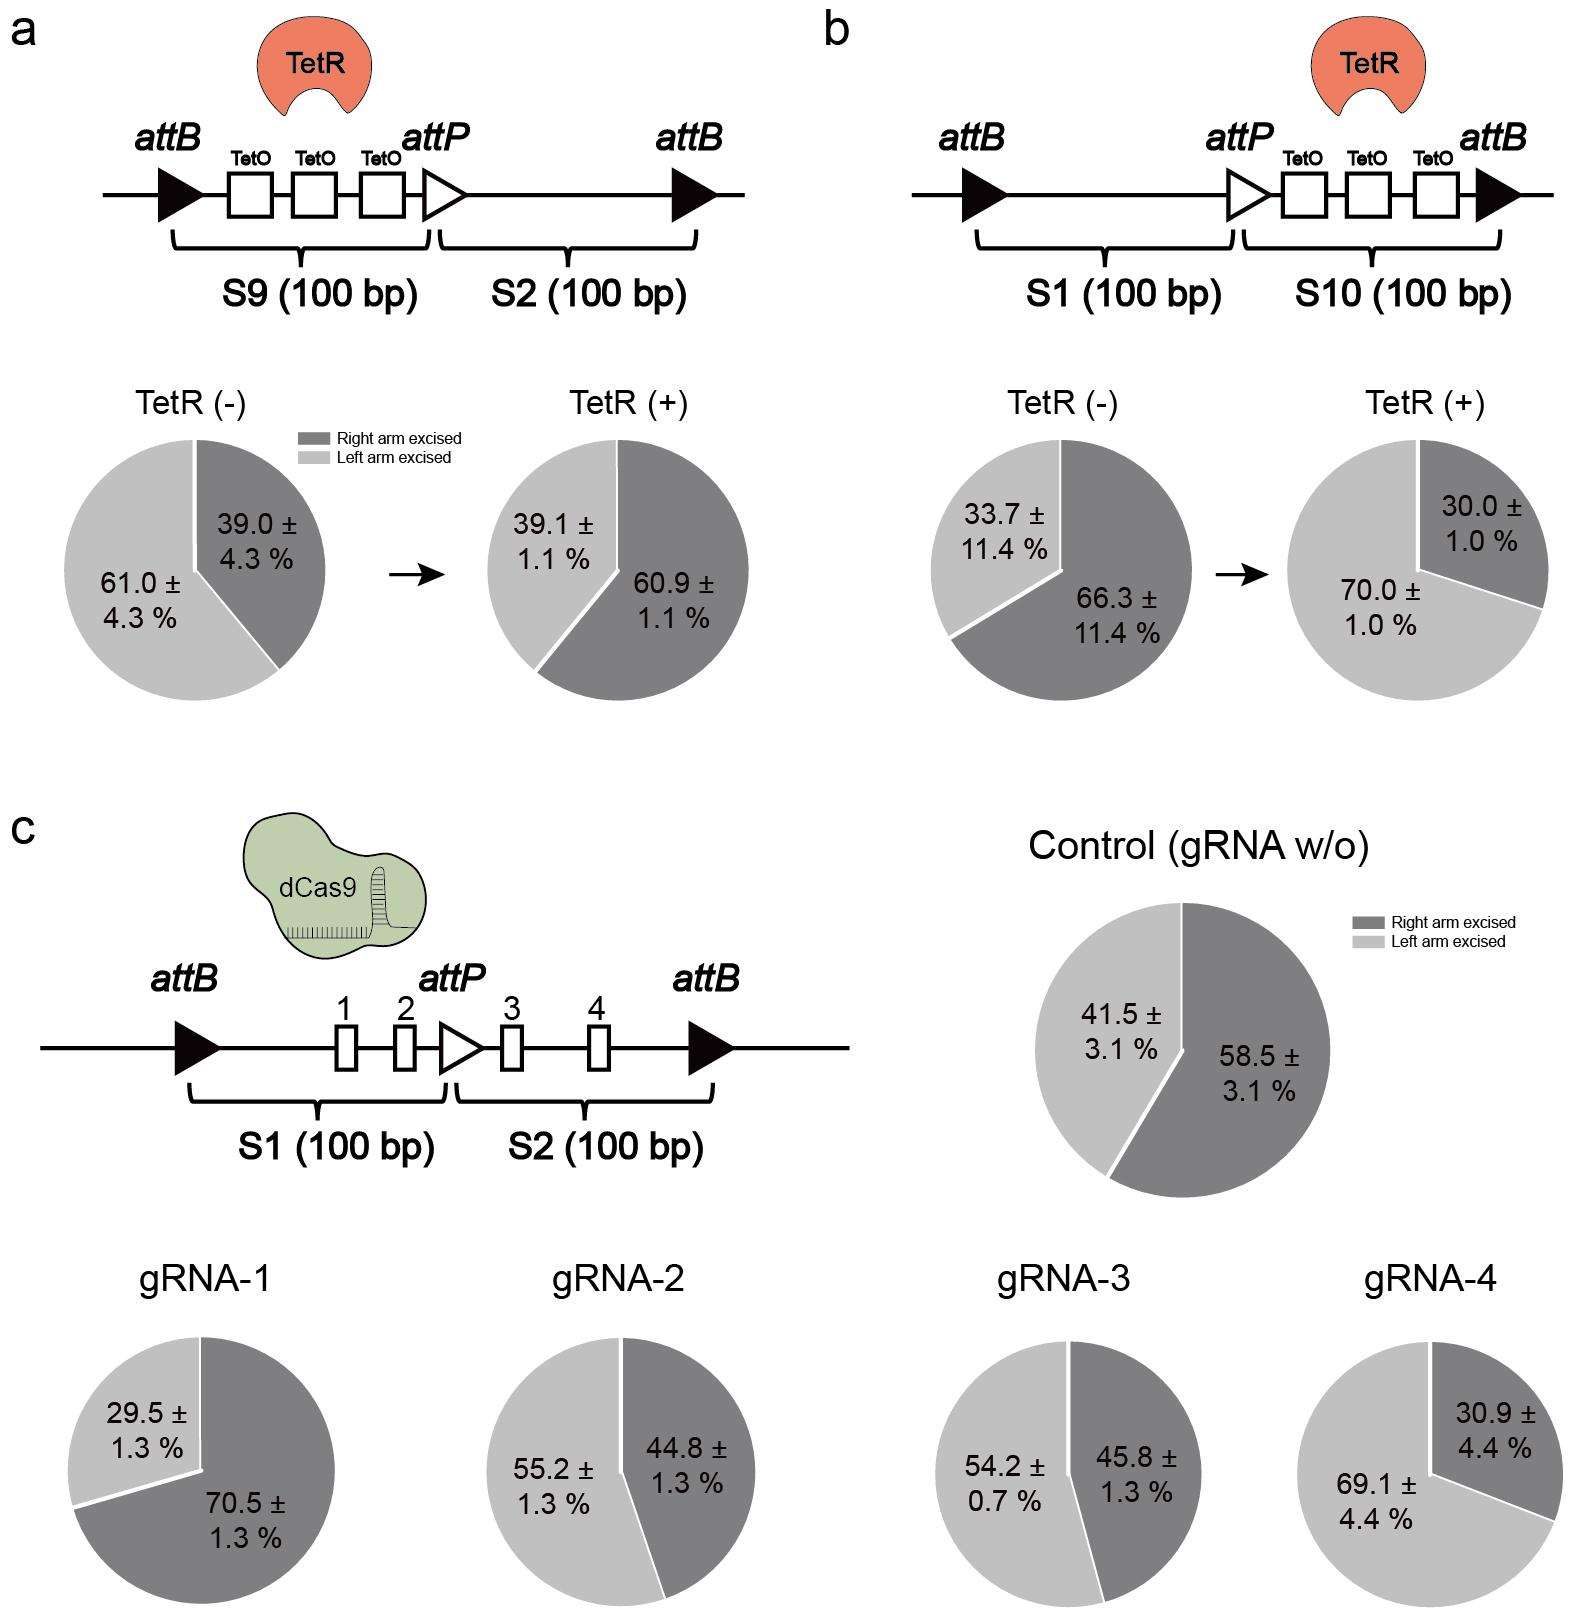 a
TetR
attB
TetO TetO TetO
attP
attB
S9 (100 bp)
S2 (100 bp)
TetR (-)
TetR (+)
Right arm excised
Left arm excised
39.0 ±
4.3 %
61.0 ±
4.3 %
39.1 ±
1.1 %
60.9 ±
1.1 %
b
TetR
attB
attP
TetO TetO TetO
attB
S1 (100 bp)
S10 (100 bp)
TetR (-)
TetR (+)
33.7 ±
11.4 %
66.3 ±
11.4 %
30.0 ±
1.0 %
70.0 ±
1.0 %
c
dCas9
attB
1 2
attP
3 4
attB
S1 (100 bp)
S2 (100 bp)
Control (gRNA w/o)
Right arm excised
Left arm excised
41.5 ±
3.1 %
58.5 ±
3.1 %
gRNA-1
29.5 ±
1.3 %
70.5 ±
1.3 %
gRNA-2
55.2 ±
1.3 %
44.8 ±
1.3 %
gRNA-3
54.2 ±
0.7 %
45.8 ±
1.3 %
gRNA-4
30.9 ±
4.4 %
69.1 ±
4.4 %